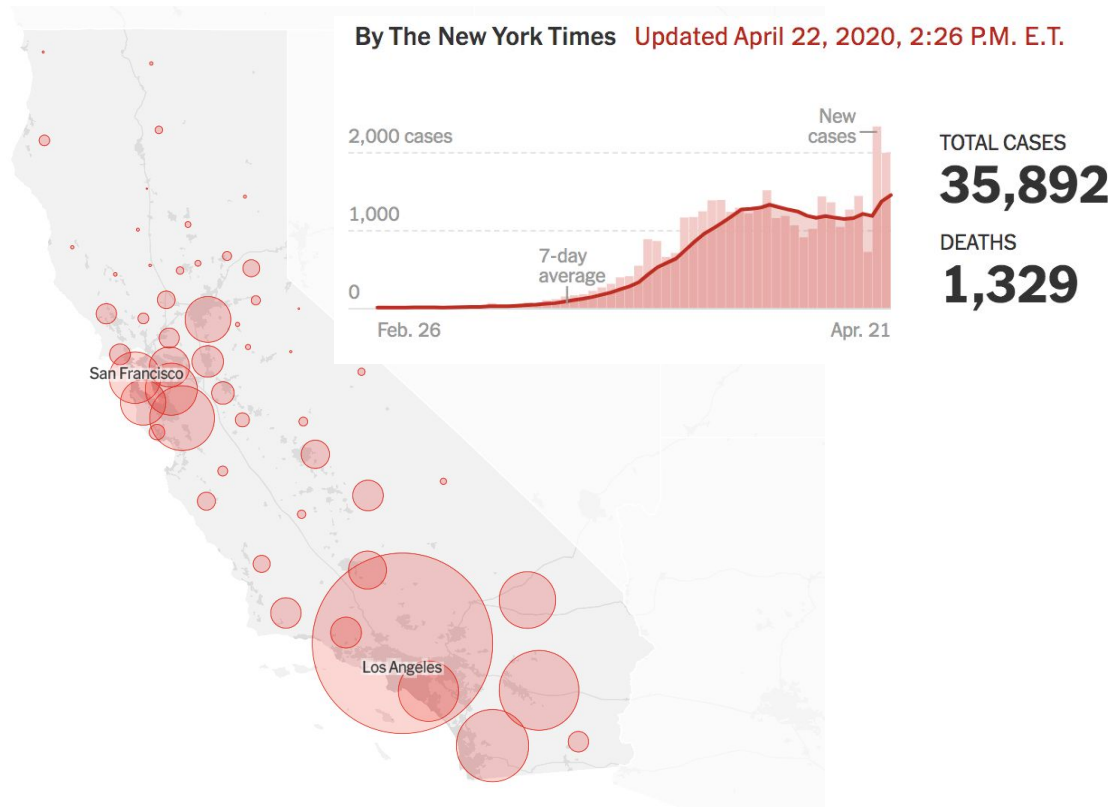 By The New York Times Updated April 22, 2020, 2:26 P.M. E.T.
New
cases
2,000 cases
TOTAL CASES
35,892
1,000
DEATHS
1,329
7-day
average
0
Feb. 26
Apr. 21
San Francisco
Los Angeles